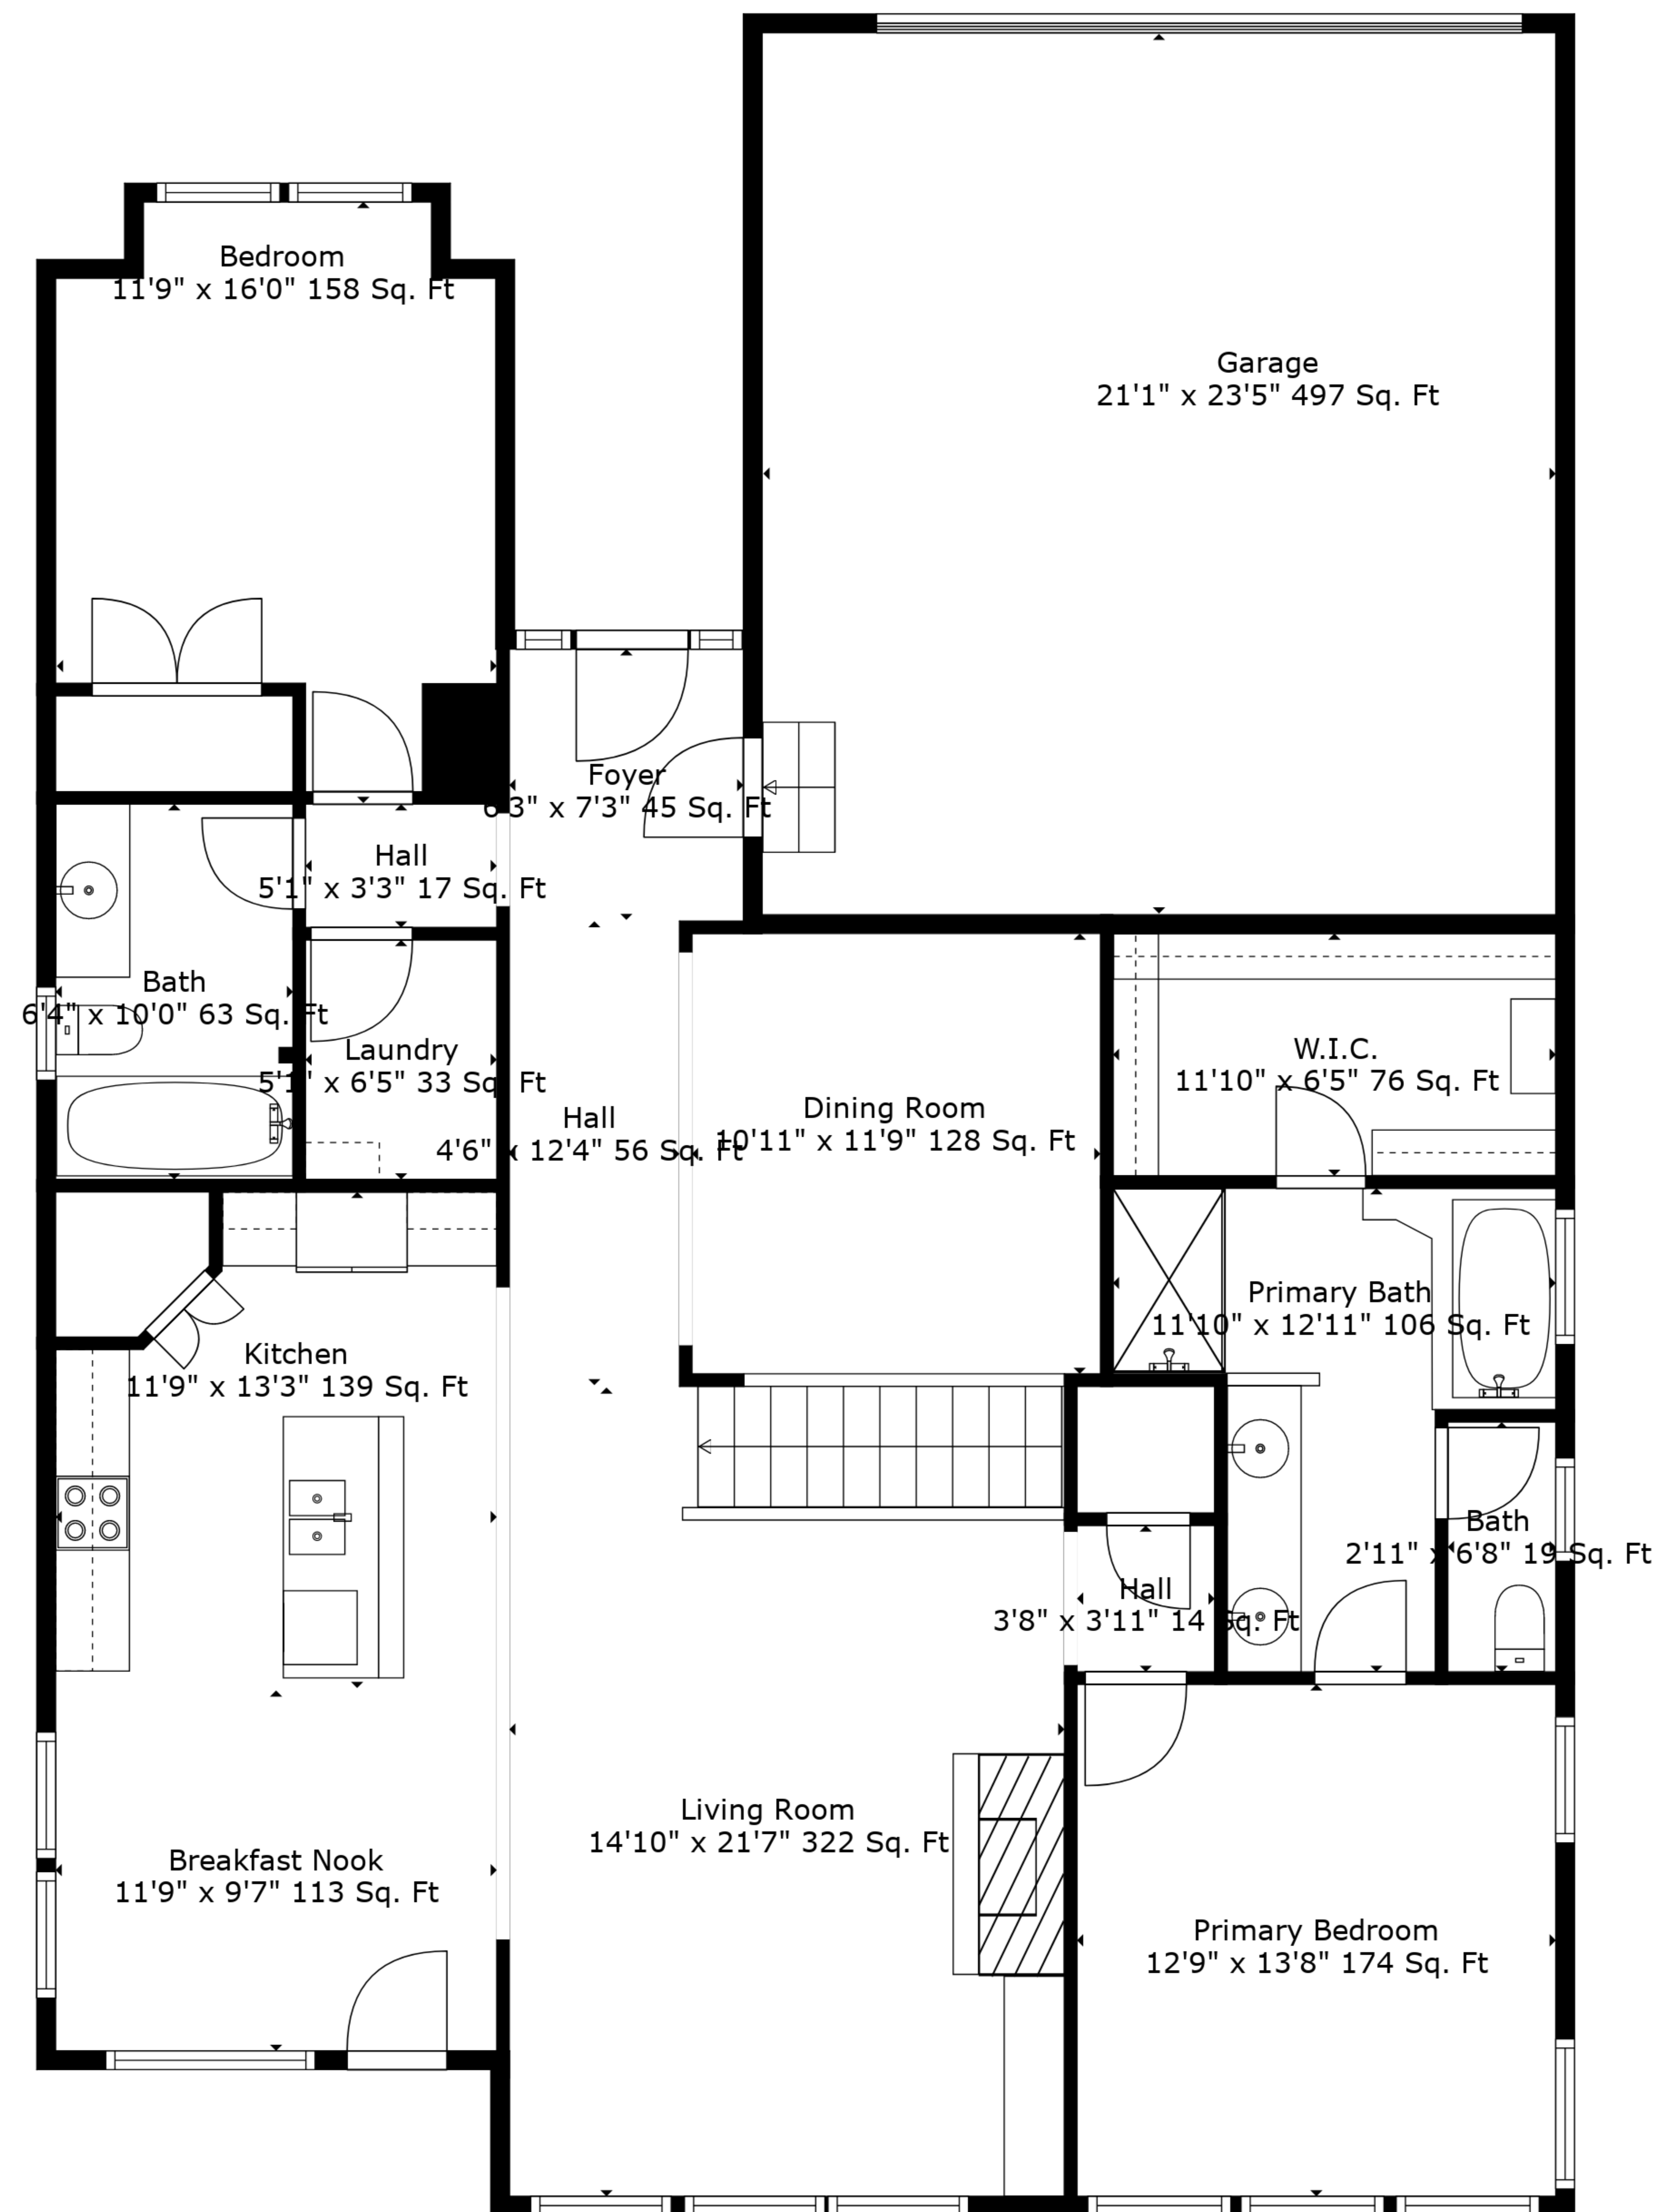 Bedroom
11'9" x 16'0" 158 Sq. Ft
Garage
21'1" x 23'5" 497 Sq. Ft
Foyer
6'3" x 7'3" 45 Sq. Ft
Hall
5'1" x 3'3" 17 Sq. Ft
Bath
6'4" x 10'0" 63 Sq. Ft
Laundry
5'1" x 6'5" 33 Sq. Ft
Hall
4'6" x 12'4" 56 Sq. Ft
Dining Room
10'11" x 11'9" 128 Sq. Ft
W.I.C.
11'10" x 6'5" 76 Sq. Ft
Primary Bath
11'10" x 12'11" 106 Sq. Ft
Kitchen
11'9" x 13'3" 139 Sq. Ft
Bath
2'11" x 6'8" 19 Sq. Ft
Hall
3'8" x 3'11" 14 Sq. Ft
Living Room
14'10" x 21'7" 322 Sq. Ft
Breakfast Nook
11'9" x 9'7" 113 Sq. Ft
Primary Bedroom
12'9" x 13'8" 174 Sq. Ft